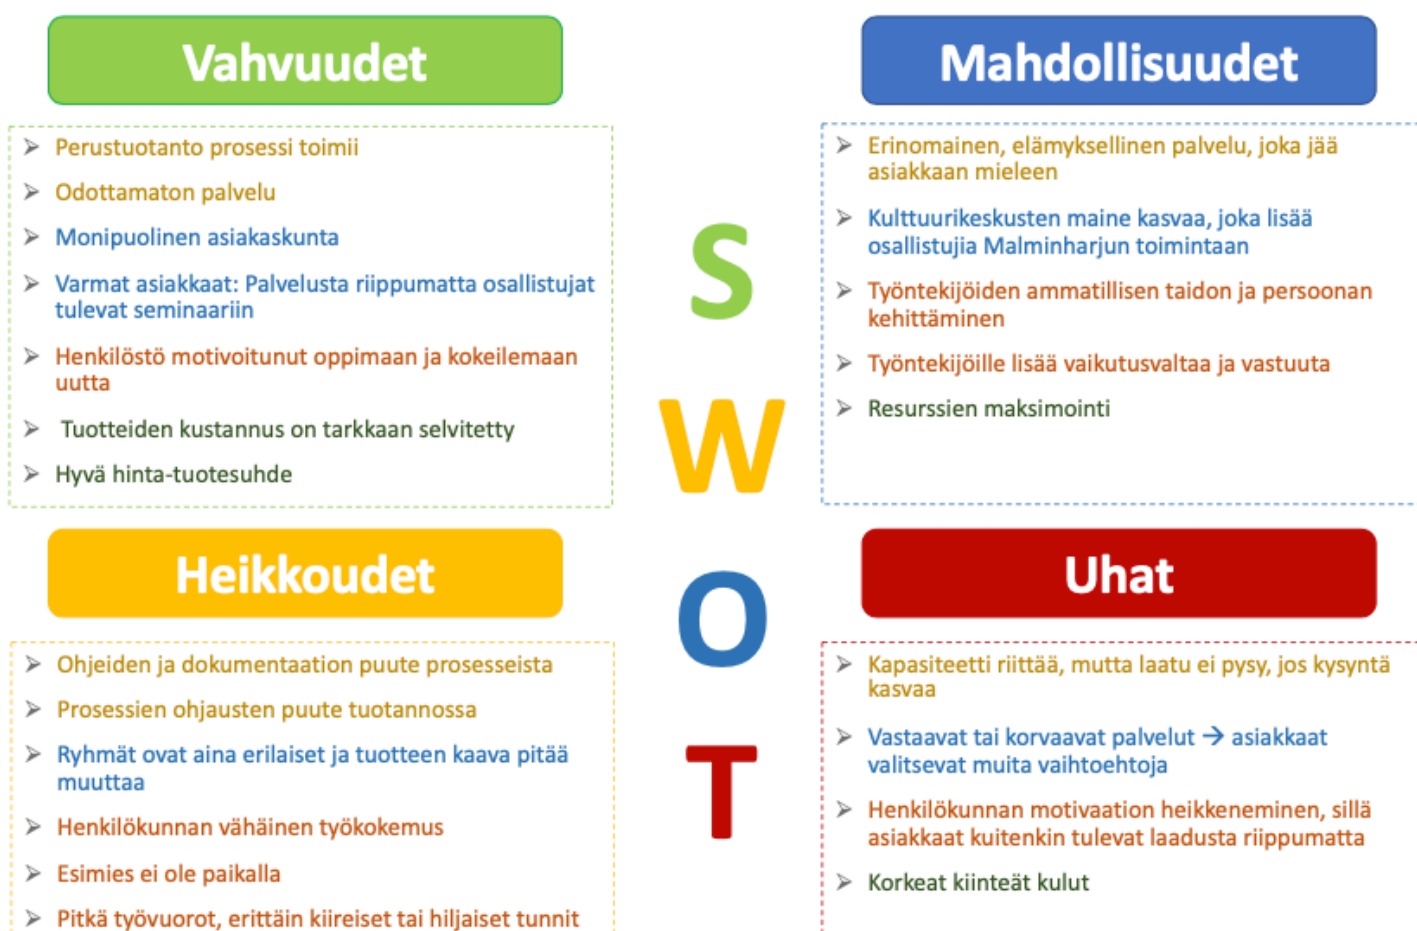 Vahvuudet
➢ Perustuotanto prosessi toimii
➢ Odottamaton palvelu
➢ Monipuolinen asiakaskunta
➢ Varmat asiakkaat: Palvelusta riippumatta osallistujat
tulevat seminaariin
➢ Henkilöstö motivoitunut oppimaan ja kokeilemaan
uutta
➢ Tuotteiden kustannus on tarkkaan selvitetty
➢ Hyvä hinta-tuotesuhde
Mahdollisuudet
➢ Erinomainen, elämyksellinen palvelu, joka jää
asiakkaan mieleen
➢ Kulttuurikeskusten maine kasvaa, joka lisää
osallistujia Malminharjun toimintaan
➢ Työntekijöiden ammatillisen taidon ja persoonan
kehittäminen
➢ Työntekijöille lisää vaikutusvaltaa ja vastuuta
➢ Resurssien maksimointi
S
W
O
T
Heikkoudet
➢ Ohjeiden ja dokumentaation puute prosesseista
➢ Prosessien ohjausten puute tuotannossa
➢ Ryhmät ovat aina erilaiset ja tuotteen kaava pitää
muuttaa
➢ Henkilökunnan vähäinen työkokemus
➢ Esimies ei ole paikalla
➢ Pitkä työvuorot, erittäin kiireiset tai hiljaiset tunnit
Uhat
➢ Kapasiteetti riittää, mutta laatu ei pysy, jos kysyntä
kasvaa
➢ Vastaavat tai korvaavat palvelut → asiakkaat
valitsevat muita vaihtoehtoja
➢ Henkilökunnan motivaation heikkeneminen, sillä
asiakkaat kuitenkin tulevat laadusta riippumatta
➢ Korkeat kiinteät kulut